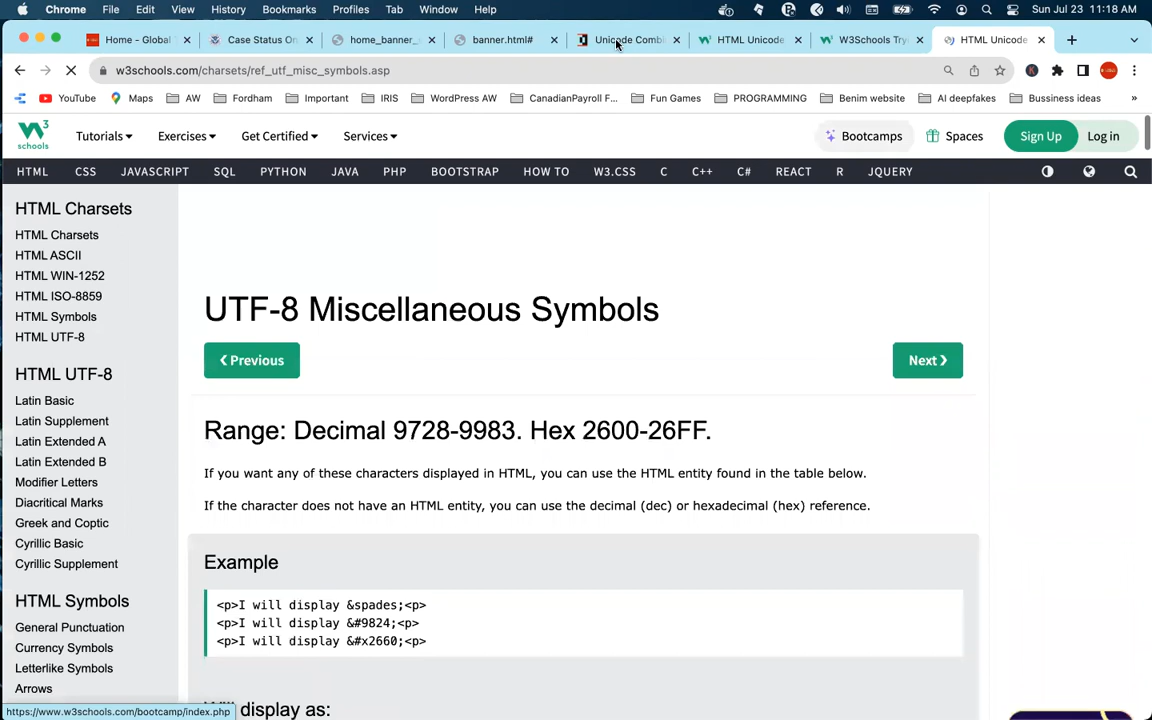 Chrome File Edit View History Bookmarks Profiles Tab Window Help Sun Jul 23 11:18 AM
Home - Global T Case Status On home_banner_ banner.html# Unicode Combi HTML Unicode W3Schools Try HTML Unicode
w3schools.com/charsets/ref_utf_misc_symbols.asp
YouTube Maps AW Fordham Important IRIS WordPress AW CanadianPayroll F... Fun Games PROGRAMMING Benim website AI deepfakes Bussiness ideas »
W3 schools Tutorials Exercises Get Certified Services Bootcamps Spaces Sign Up Log in
HTML CSS JAVASCRIPT SQL PYTHON JAVA PHP BOOTSTRAP HOW TO W3.CSS C C++ C# REACT R JQUERY
HTML Charsets
HTML Charsets
HTML ASCII
HTML WIN-1252
HTML ISO-8859
HTML Symbols
HTML UTF-8
HTML UTF-8
Latin Basic
Latin Supplement
Latin Extended A
Latin Extended B
Modifier Letters
Diacritical Marks
Greek and Coptic
Cyrillic Basic
Cyrillic Supplement
HTML Symbols
General Punctuation
Currency Symbols
Letterlike Symbols
Arrows
https://www.w3schools.com/bootcamp/index.php
UTF-8 Miscellaneous Symbols
❮ Previous Next ❯
Range: Decimal 9728-9983. Hex 2600-26FF.
If you want any of these characters displayed in HTML, you can use the HTML entity found in the table below.
If the character does not have an HTML entity, you can use the decimal (dec) or hexadecimal (hex) reference.
Example
<p>I will display &spades;<p>
<p>I will display &#9824;<p>
<p>I will display &#x2660;<p>
display as: